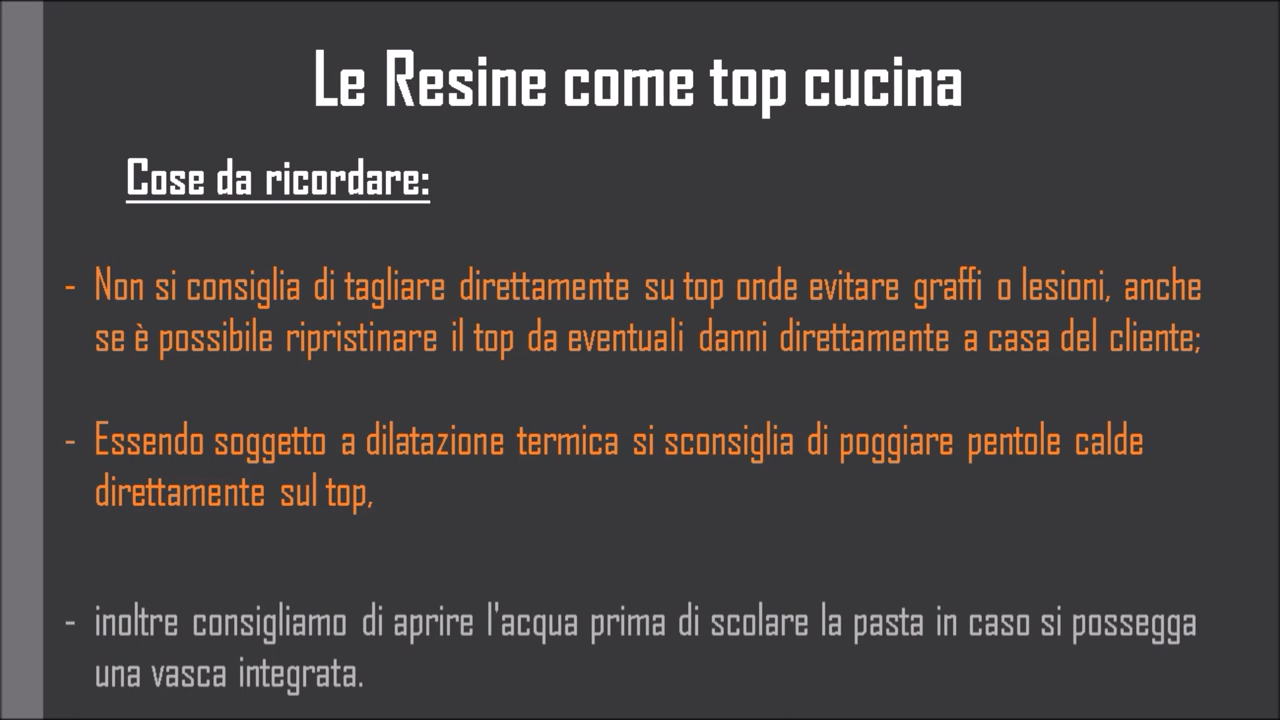 Le Resine come top cucina
Cose da ricordare:
- Non si consiglia di tagliare direttamente su top onde evitare graffi o lesioni, anche
se è possibile ripristinare il top da eventuali danni direttamente a casa del cliente;
- Essendo soggetto a dilatazione termica si sconsiglia di poggiare pentole calde
direttamente sul top,
- inoltre consigliamo di aprire l'acqua prima di scolare la pasta in caso si possegga
una vasca integrata.